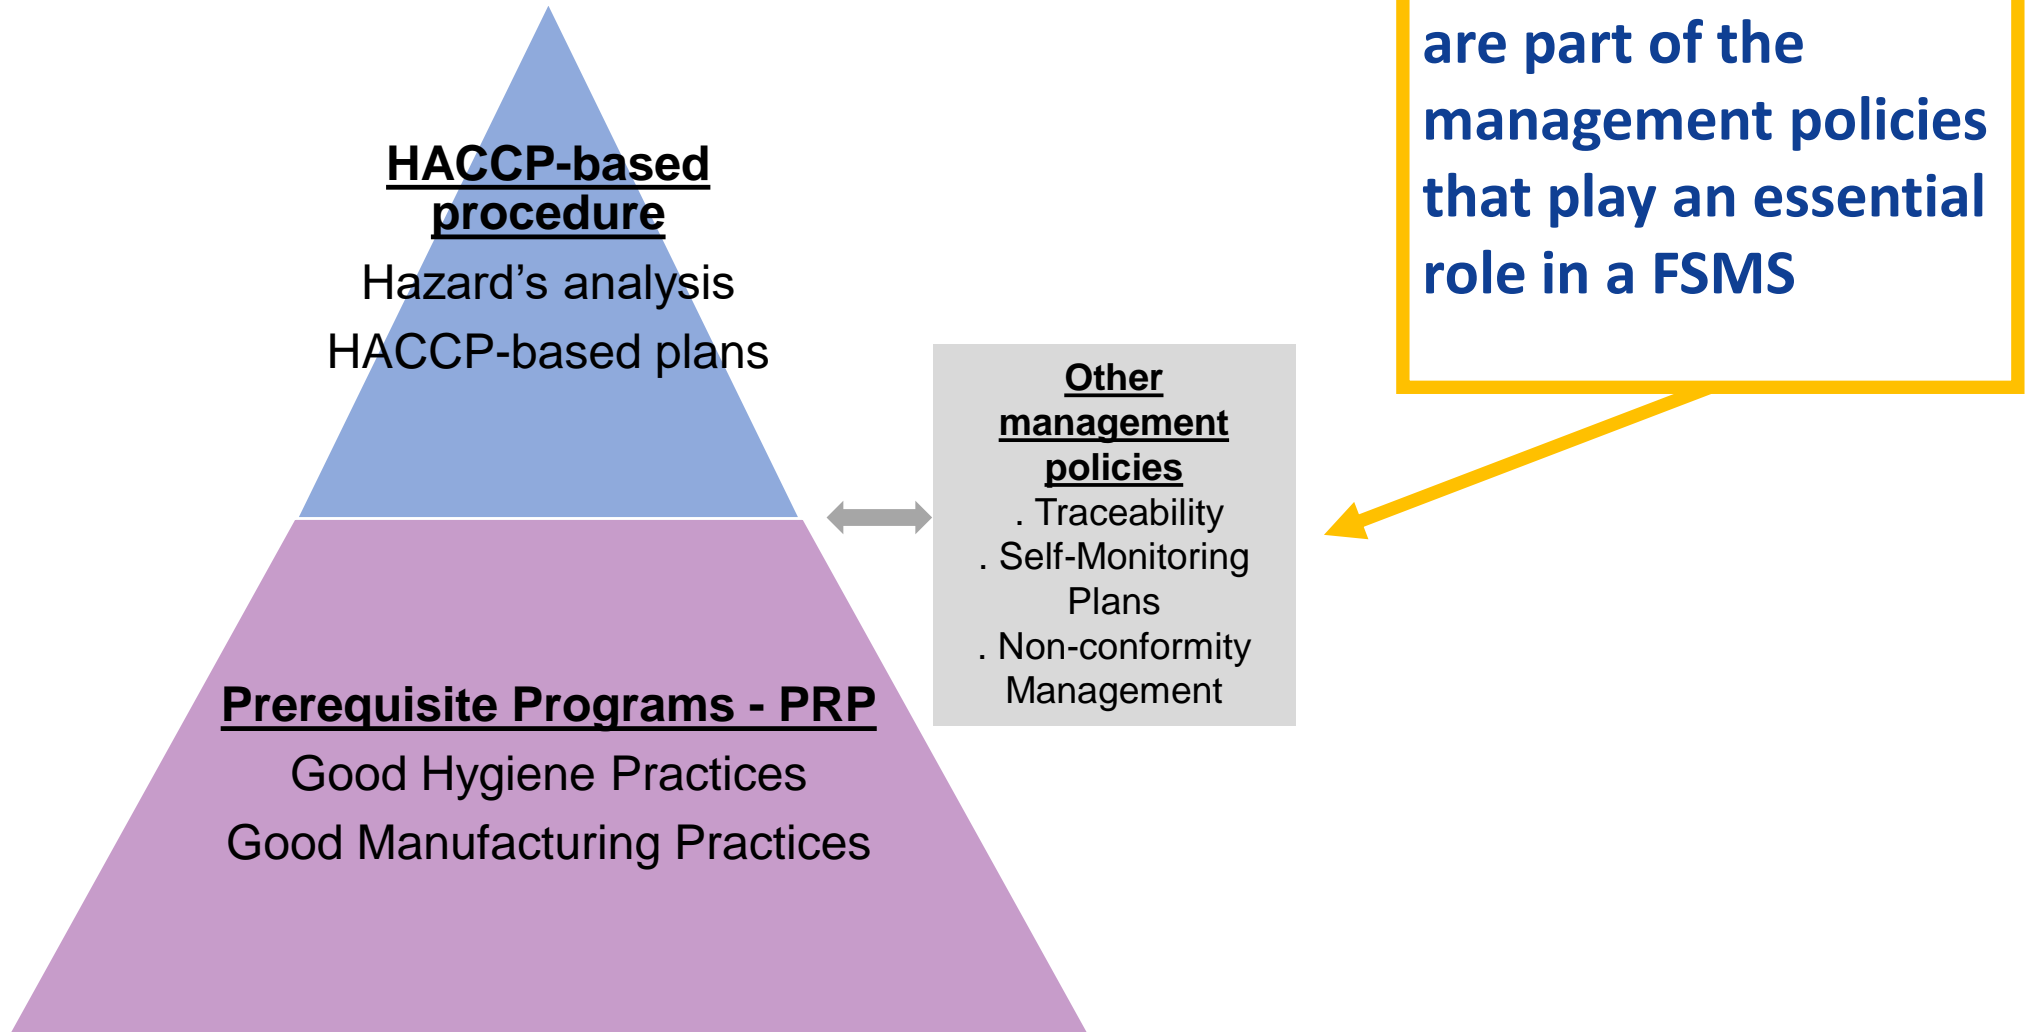 HACCP-based
procedure
Hazard’s analysis
HACCP-based plans
Prerequisite Programs - PRP
Good Hygiene Practices
Good Manufacturing Practices
Other
management
policies
. Traceability
. Self-Monitoring
Plans
. Non-conformity
Management
are part of the
management policies
that play an essential
role in a FSMS